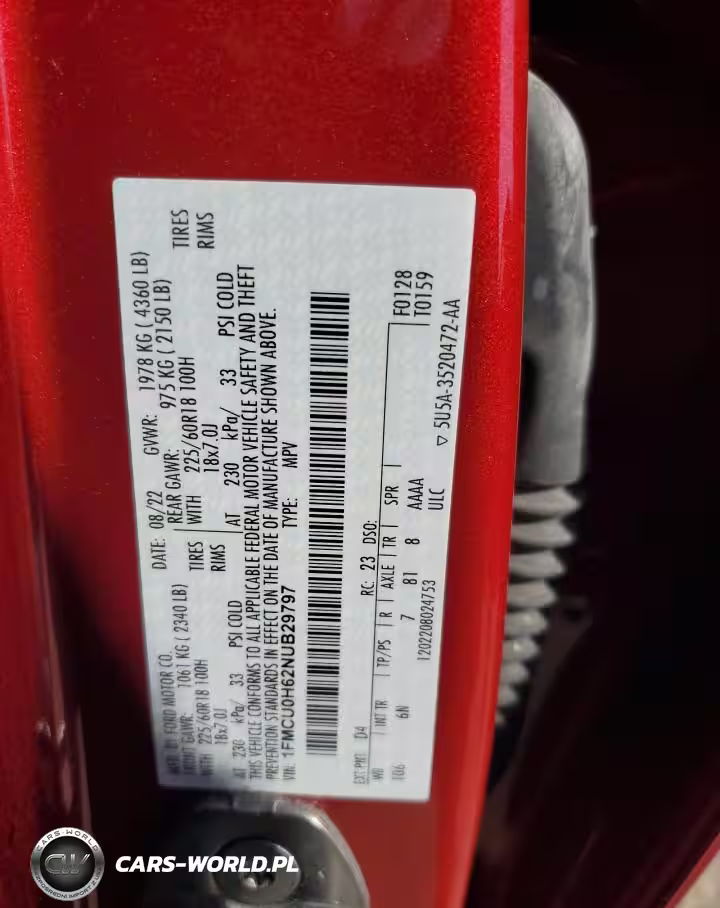 MFD. BY FORD MOTOR CO.
DATE: 08/22 GVWR: 1978 KG ( 4360 LB)
FRONT GAWR: 1061 KG ( 2340 LB) REAR GAWR: 975 KG ( 2150 LB)
WITH 225/60R18 100H TIRES WITH 225/60R18 100H TIRES
18x7.0J RIMS 18x7.0J RIMS
AT 230 kPa/ 33 PSI COLD AT 230 kPa/ 33 PSI COLD
THIS VEHICLE CONFORMS TO ALL APPLICABLE FEDERAL MOTOR VEHICLE SAFETY AND THEFT
PREVENTION STANDARDS IN EFFECT ON THE DATE OF MANUFACTURE SHOWN ABOVE.
VIN: 1FMCU0H62NUB29797 TYPE: MPV
EXT PNT: D4 RC: 23 DSO: F0128
WB INT TR TP/PS R AXLE TR SPR T0159
106 6N 7 81 8 AAAA
ULC
1202208024753 ▽ 5U5A-3520472-AA
CARS-WORLD
CW
CARS-WORLD.PL